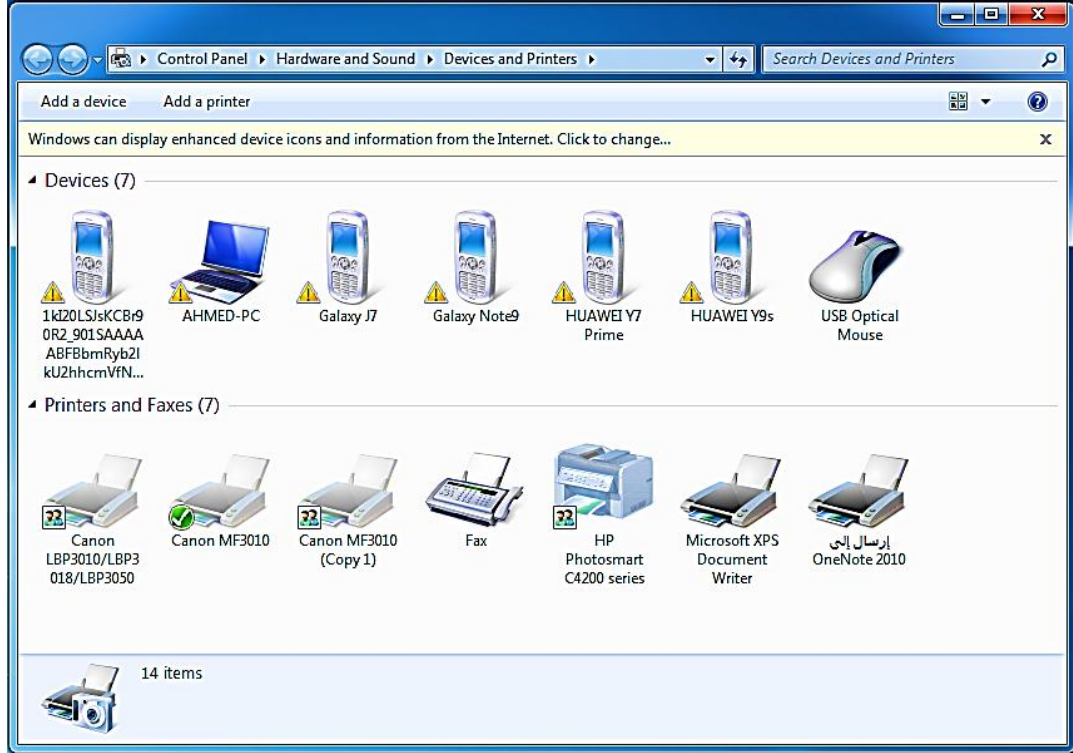 Control Panel Hardware and Sound Devices and Printers
Search Devices and Printers
Add a device Add a printer
Windows can display enhanced device icons and information from the Internet. Click to change...
Devices (7)
1kI20LSJsKCBr9
0R2_901SAAAA
ABFBbmRyb2l
kU2hhcmVfN...
AHMED-PC
Galaxy J7
Galaxy Note9
HUAWEI Y7
Prime
HUAWEI Y9s
USB Optical
Mouse
Printers and Faxes (7)
Canon
LBP3010/LBP3
018/LBP3050
Canon MF3010
Canon MF3010
(Copy 1)
Fax
HP
Photosmart
C4200 series
Microsoft XPS
Document
Writer
إرسال إلى
OneNote 2010
14 items